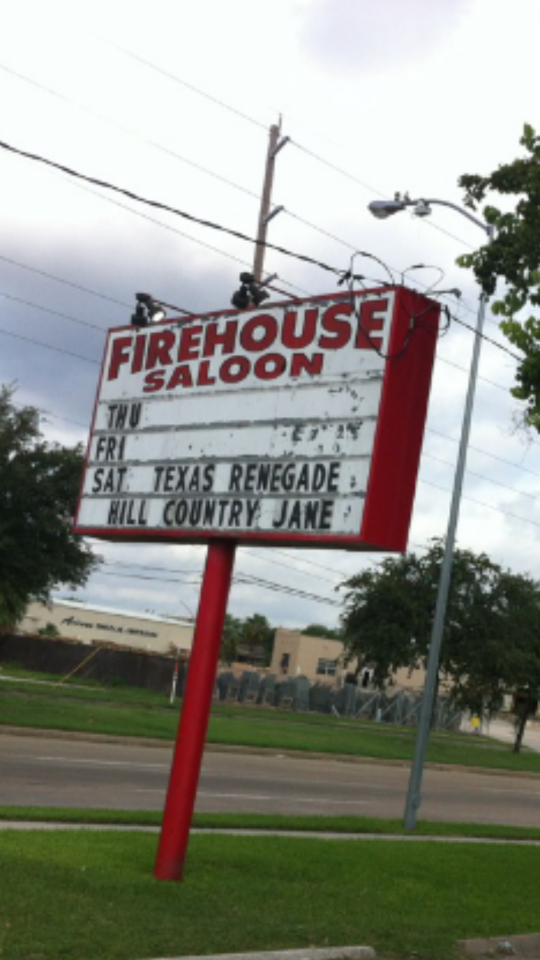 FIREHOUSE
SALOON
THU
FRI
SAT TEXAS RENEGADE
HILL COUNTRY JANE